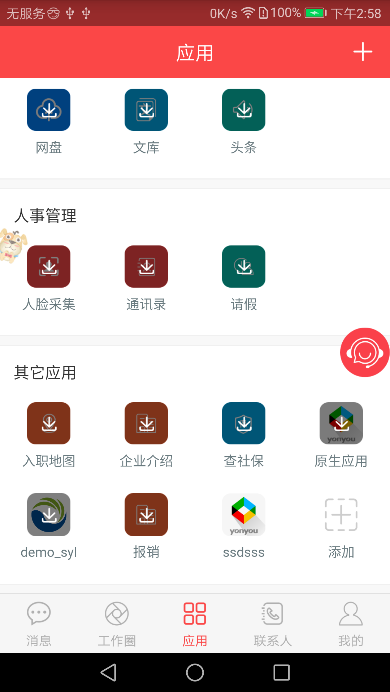 无服务 0K/s 100% 下午2:58
应用
网盘 文库 头条
人事管理
人脸采集 通讯录 请假
其它应用
yonyou
入职地图 企业介绍 查社保 原生应用
yonyou
demo_syl 报销 ssdsss 添加
消息 工作圈 应用 联系人 我的